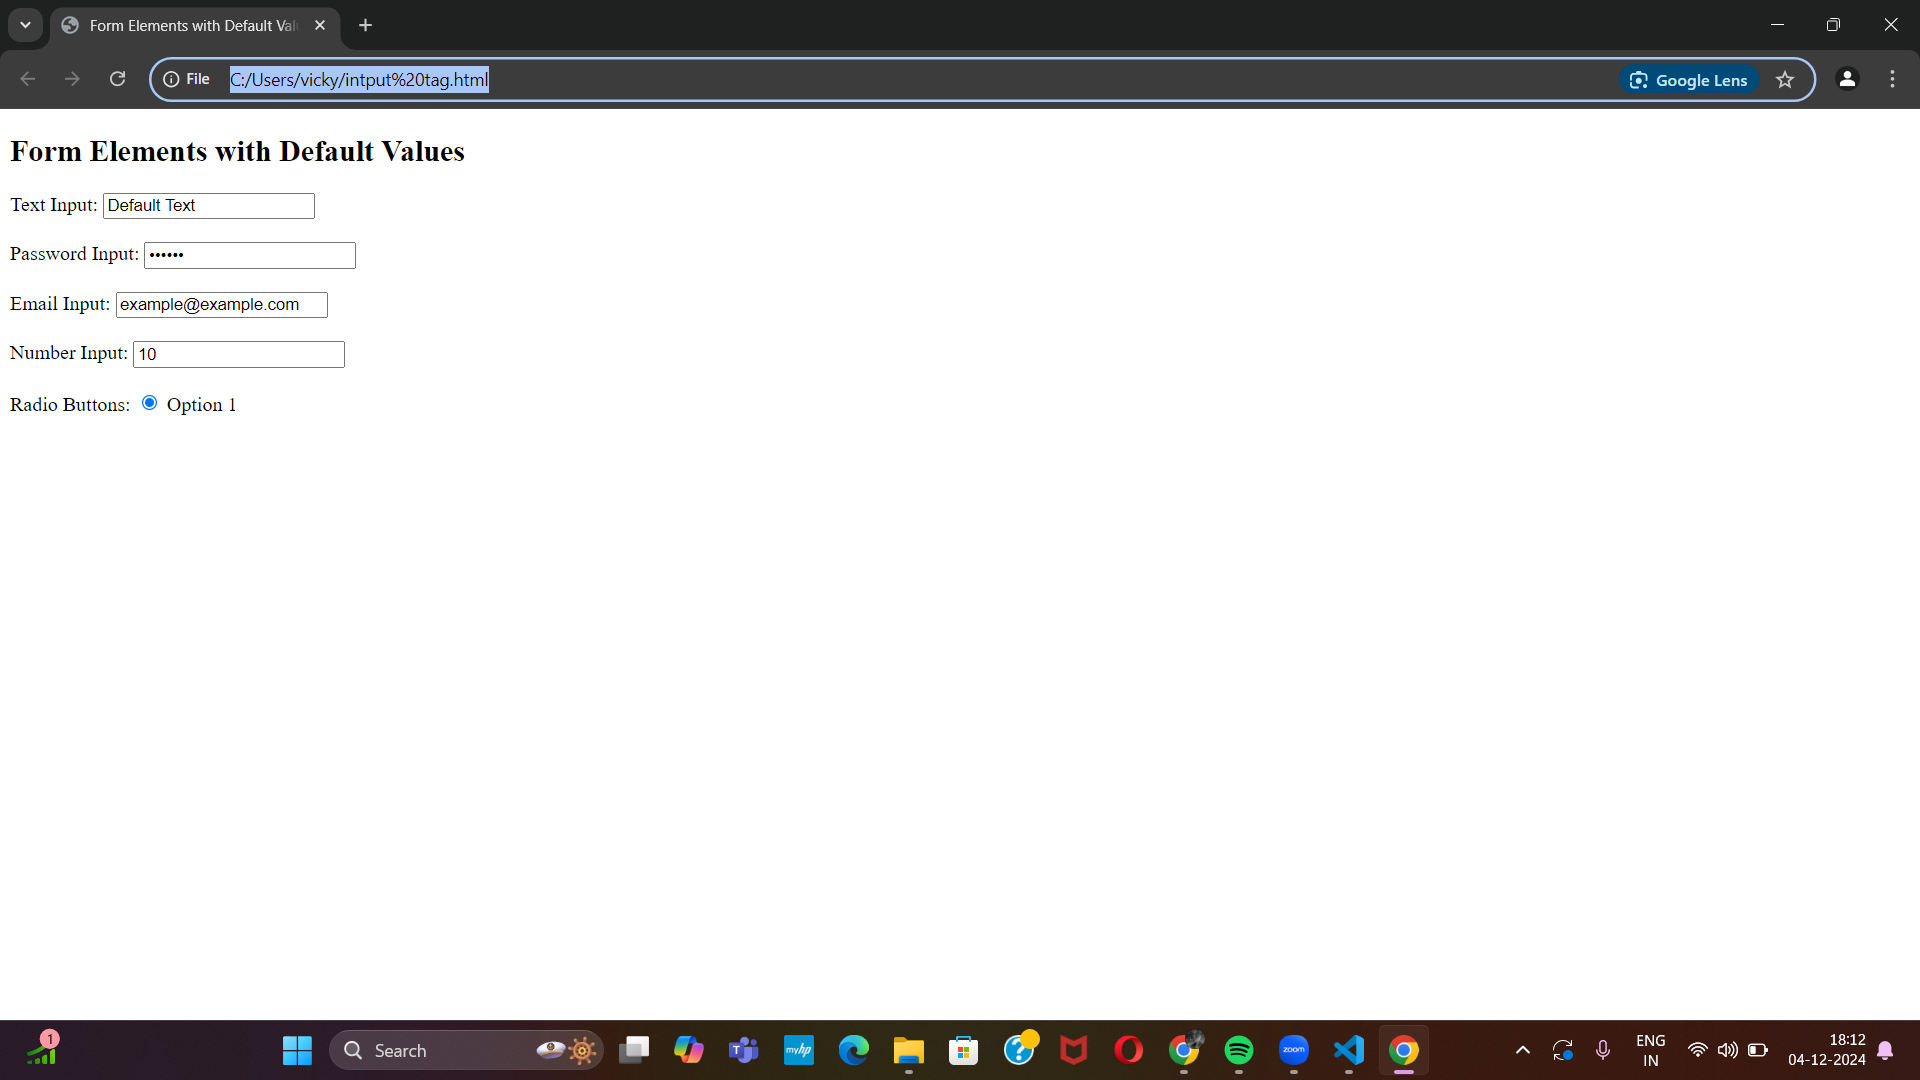 Form Elements with Default Val
File C:/Users/vicky/intput%20tag.html Google Lens
Form Elements with Default Values
Text Input: Default Text
Password Input: ••••••
Email Input: example@example.com
Number Input: 10
Radio Buttons: Option 1
1
Search
myhp
zoom
ENG
IN
18:12
04-12-2024